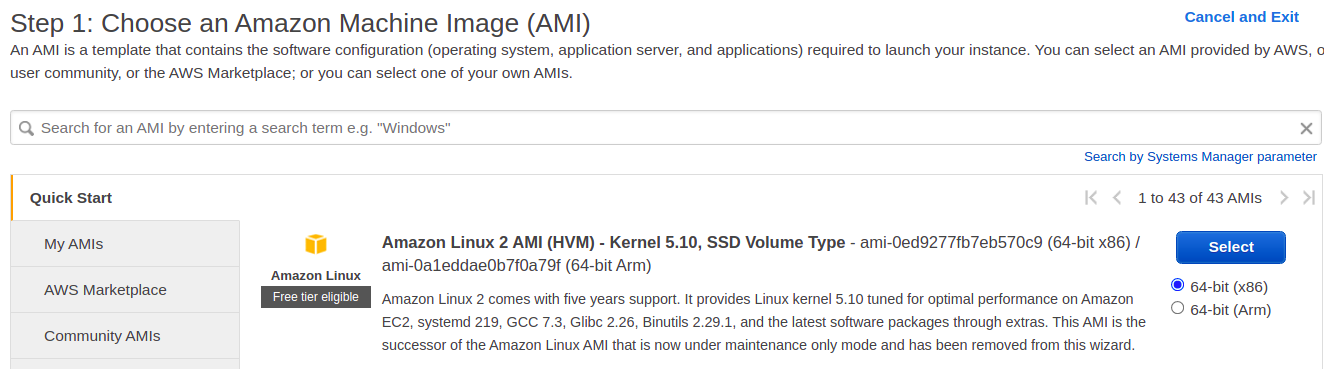 Step 1: Choose an Amazon Machine Image (AMI)
Cancel and Exit
An AMI is a template that contains the software configuration (operating system, application server, and applications) required to launch your instance. You can select an AMI provided by AWS,
user community, or the AWS Marketplace; or you can select one of your own AMIs.
Search for an AMI by entering a search term e.g. "Windows"
Search by Systems Manager parameter
Quick Start
1 to 43 of 43 AMIs
My AMIs
AWS Marketplace
Community AMIs
Amazon Linux
Free tier eligible
Amazon Linux 2 AMI (HVM) - Kernel 5.10, SSD Volume Type - ami-0ed9277fb7eb570c9 (64-bit x86) /
ami-0a1eddae0b7f0a79f (64-bit Arm)
Amazon Linux 2 comes with five years support. It provides Linux kernel 5.10 tuned for optimal performance on Amazon
EC2, systemd 219, GCC 7.3, Glibc 2.26, Binutils 2.29.1, and the latest software packages through extras. This AMI is the
successor of the Amazon Linux AMI that is now under maintenance only mode and has been removed from this wizard.
Select
64-bit (x86)
64-bit (Arm)